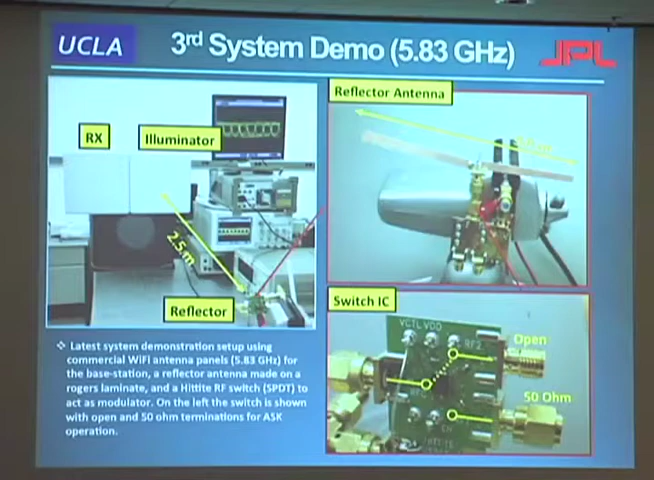 UCLA
3rd System Demo (5.83 GHz)
JPL
RX
Illuminator
2.5 m
Reflector
Reflector Antenna
Switch IC
VCTL VDD
RF2
Open
50 Ohm
❖ Latest system demonstration setup using
commercial WiFi antenna panels (5.83 GHz) for
the base-station, a reflector antenna made on a
rogers laminate, and a Hittite RF switch (SPDT) to
act as modulator. On the left the switch is shown
with open and 50 ohm terminations for ASK
operation.